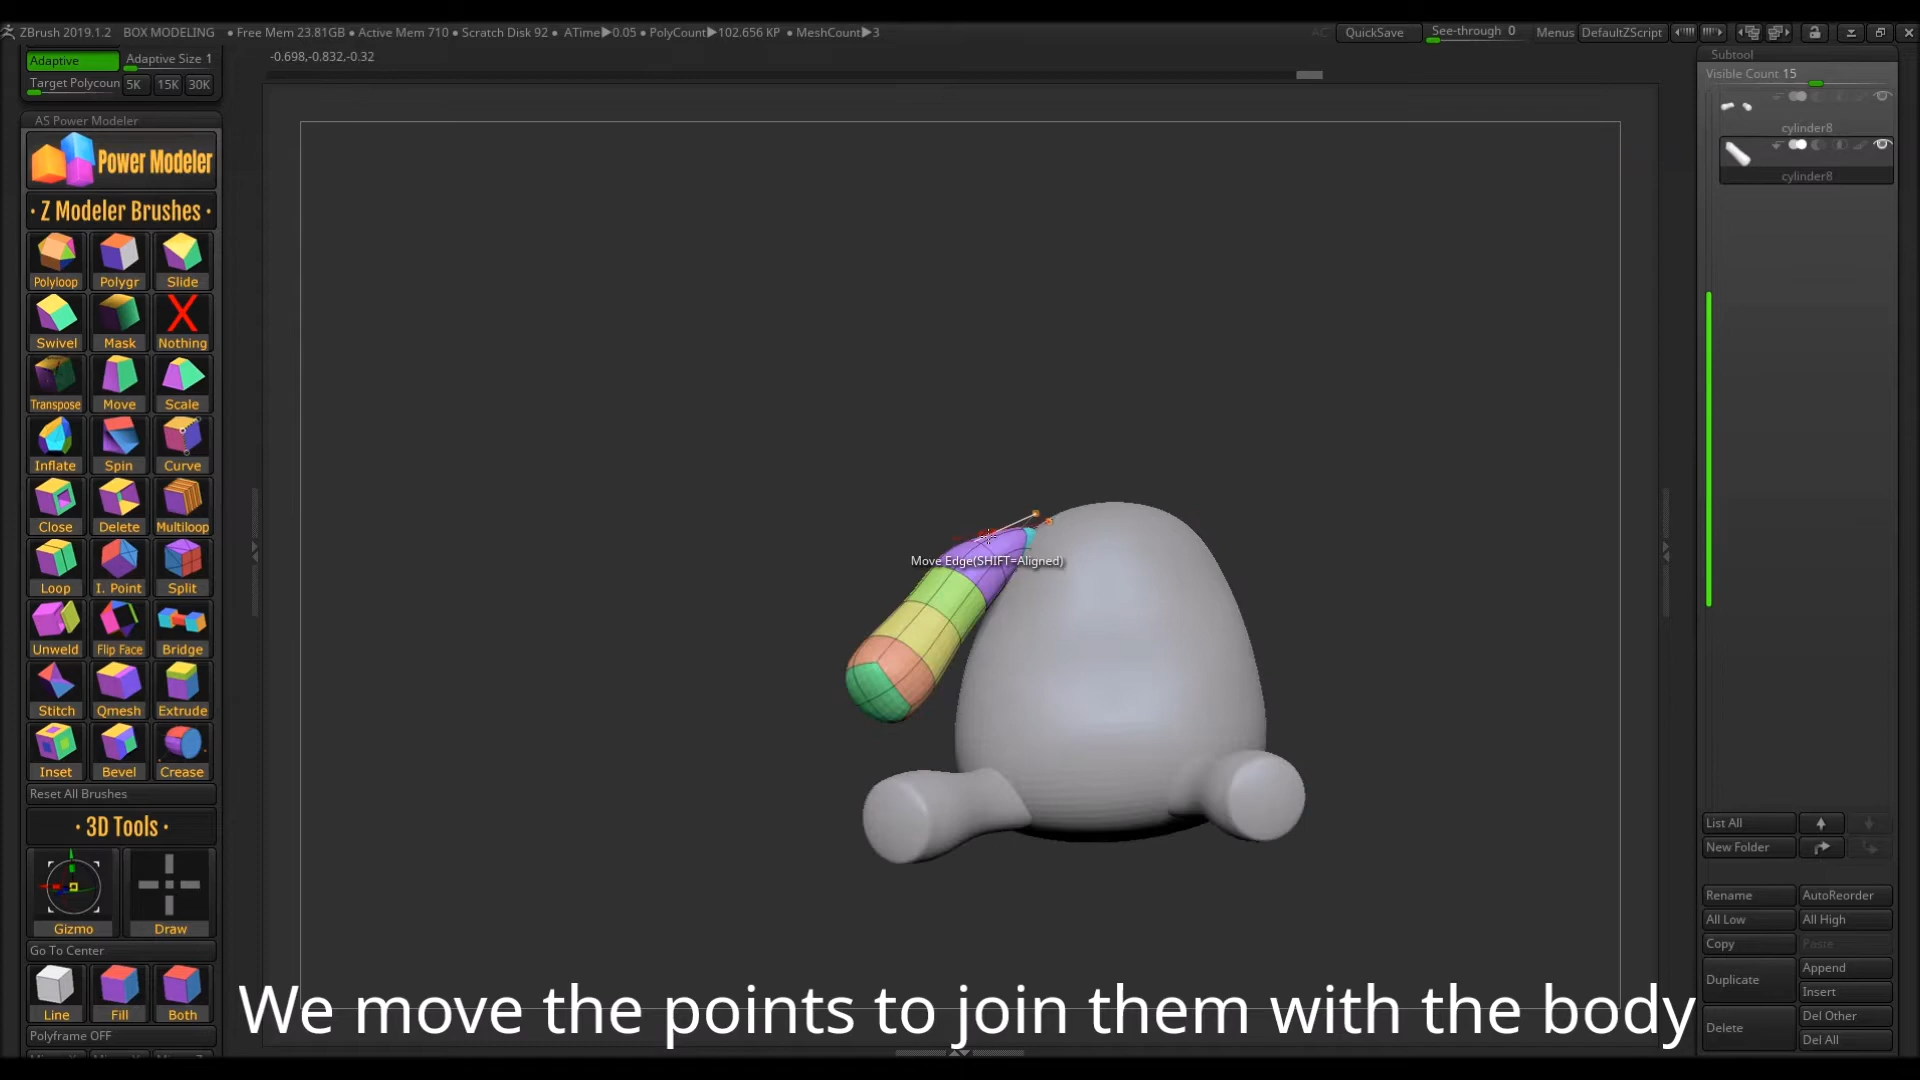 ZBrush 2019.1.2 BOX MODELING • Free Mem 23.81GB • Active Mem 710 • Scratch Disk 92 • ATime▶0.05 • PolyCount▶102.656 KP • MeshCount▶3
AC QuickSave See-through 0 Menus DefaultZScript
-0.698,-0.832,-0.32
Adaptive Adaptive Size 1
Target Polycoun 5K 15K 30K
AS Power Modeler
Power Modeler
· Z Modeler Brushes ·
Polyloop Polygr Slide
Swivel Mask Nothing
Transpose Move Scale
Inflate Spin Curve
Close Delete Multiloop
Loop I. Point Split
Unweld Flip Face Bridge
Stitch Qmesh Extrude
Inset Bevel Crease
Reset All Brushes
· 3D Tools ·
Gizmo Draw
Go To Center
Line Fill Both
Polyframe OFF
Move Edge(SHIFT=Aligned)
We move the points to join them with the body
Subtool
Visible Count 15
cylinder8
cylinder8
List All
New Folder
Rename AutoReorder
All Low All High
Copy Paste
Duplicate Append
Insert
Delete Del Other
Del All